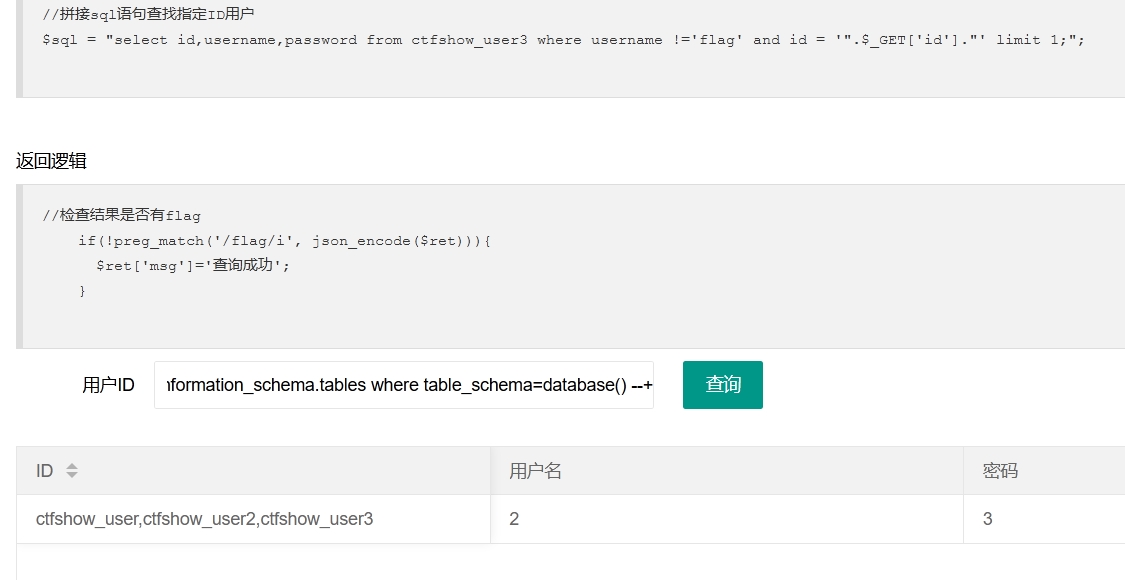 //拼接sql语句查找指定ID用户
$sql = "select id,username,password from ctfshow_user3 where username !='flag' and id = '".$_GET['id']."' limit 1;";
返回逻辑
//检查结果是否有flag
if(!preg_match('/flag/i', json_encode($ret))){
$ret['msg']='查询成功';
}
用户ID nformation_schema.tables where table_schema=database() --+ 查询
ID 用户名 密码
ctfshow_user,ctfshow_user2,ctfshow_user3 2 3